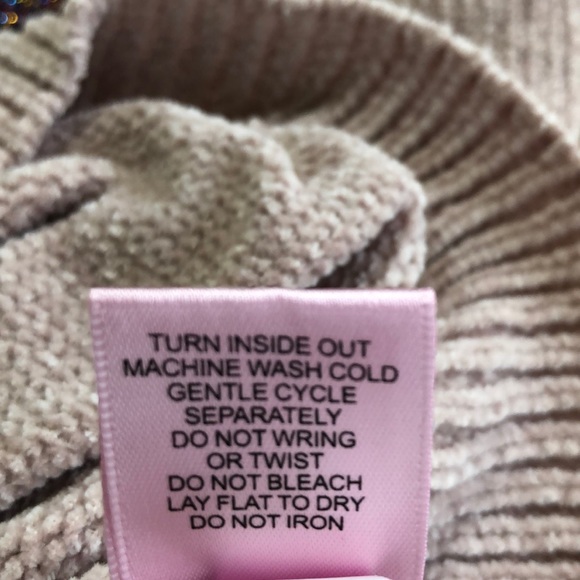 TURN INSIDE OUT
MACHINE WASH COLD
GENTLE CYCLE
SEPARATELY
DO NOT WRING
OR TWIST
DO NOT BLEACH
LAY FLAT TO DRY
DO NOT IRON